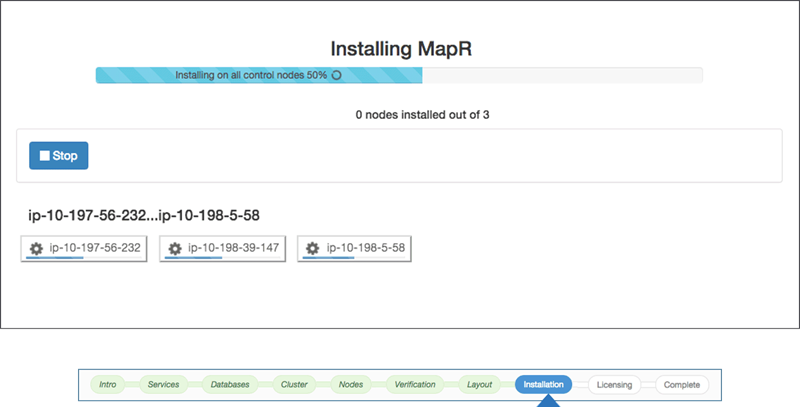 Installing MapR
Installing on all control nodes 50%
0 nodes installed out of 3
Stop
ip-10-197-56-232...ip-10-198-5-58
ip-10-197-56-232 ip-10-198-39-147 ip-10-198-5-58
Intro Services Databases Cluster Nodes Verification Layout Installation Licensing Complete